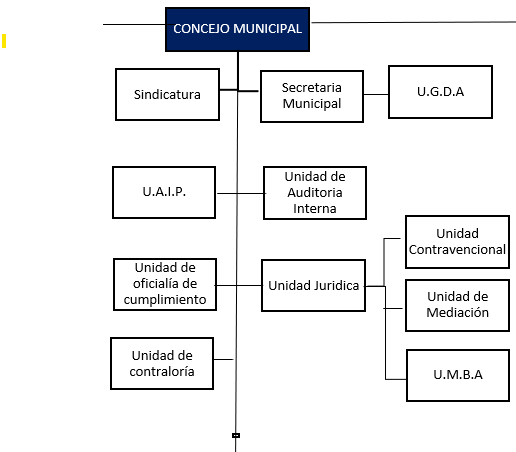 CONCEJO MUNICIPAL
Sindicatura
Secretaria
Municipal
U.G.D.A
U.A.I.P.
Unidad de
Auditoria
Interna
Unidad
Contravencional
Unidad de
oficialía de
cumplimiento
Unidad Juridica
Unidad de
Mediación
Unidad de
contraloría
U.M.B.A